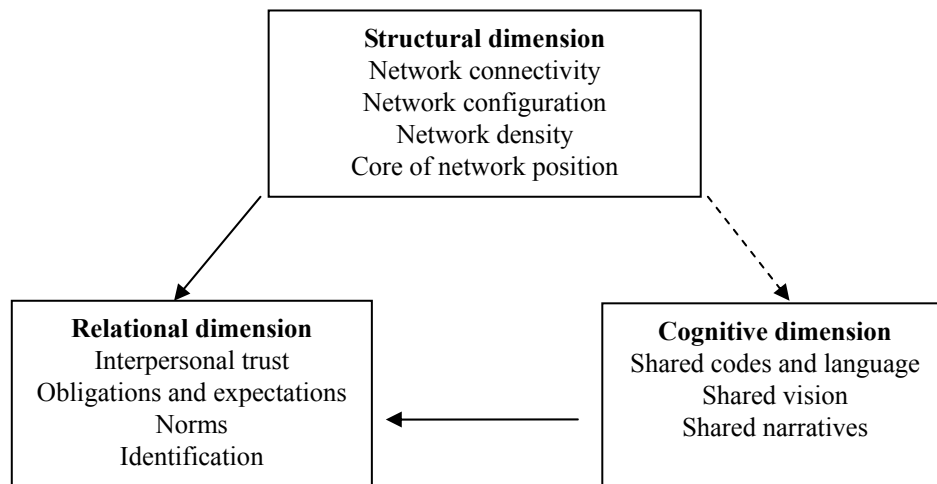 Structural dimension
Network connectivity
Network configuration
Network density
Core of network position
Relational dimension
Interpersonal trust
Obligations and expectations
Norms
Identification
Cognitive dimension
Shared codes and language
Shared vision
Shared narratives